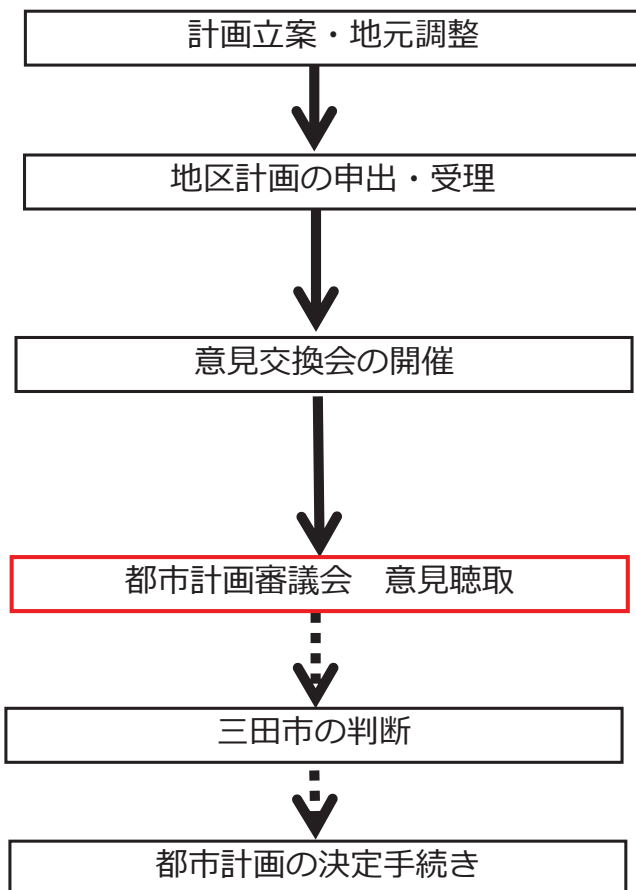 計画立案・地元調整
地区計画の申出・受理
意見交換会の開催
都市計画審議会　意見聴取
三田市の判断
都市計画の決定手続き